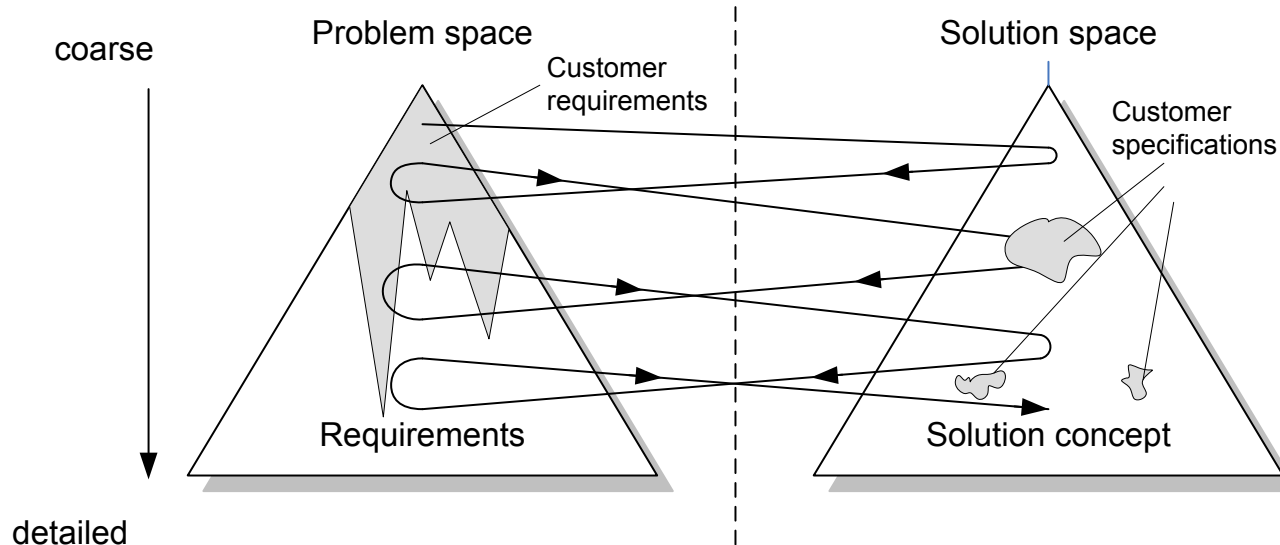 Problem space
Solution space
coarse
Customer
requirements
Customer
specifications
Requirements
Solution concept
detailed